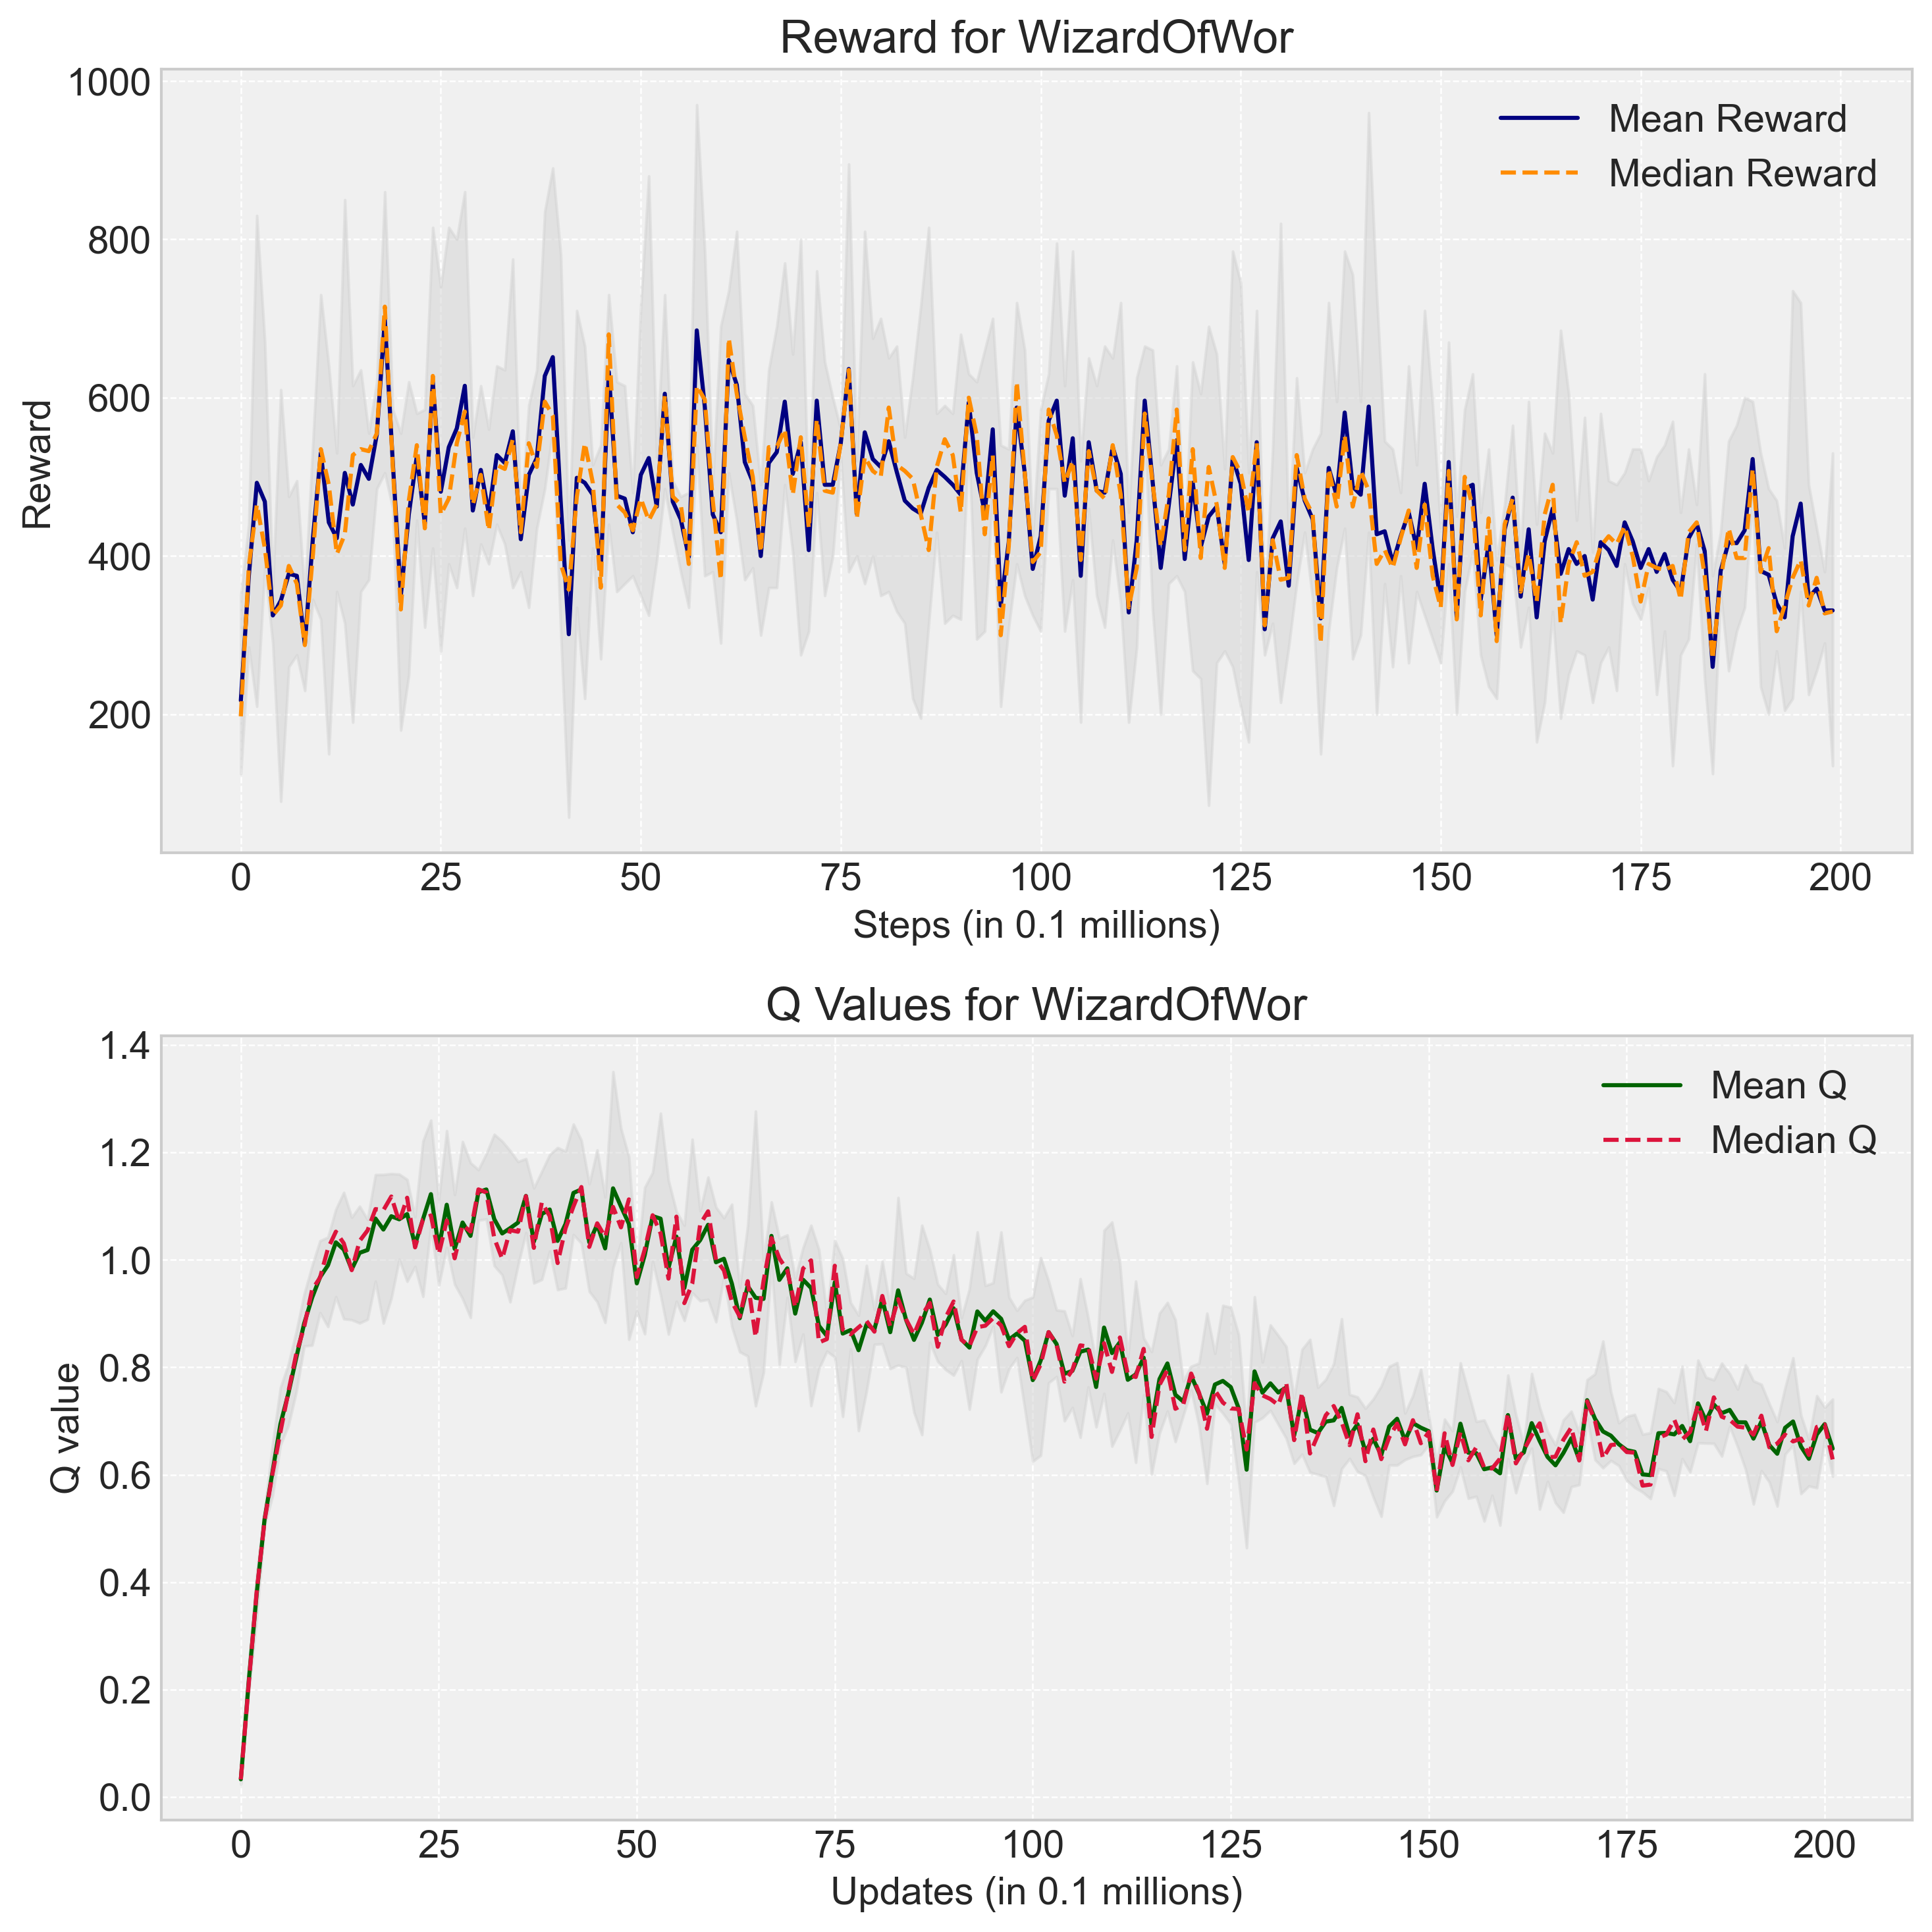 Reward for WizardOfWor
1000
800
600
400
200
Reward
Mean Reward
Median Reward
0 25 50 75 100 125 150 175 200
Steps (in 0.1 millions)
Q Values for WizardOfWor
1.4
1.2
1.0
0.8
0.6
0.4
0.2
0.0
Q value
Mean Q
Median Q
0 25 50 75 100 125 150 175 200
Updates (in 0.1 millions)